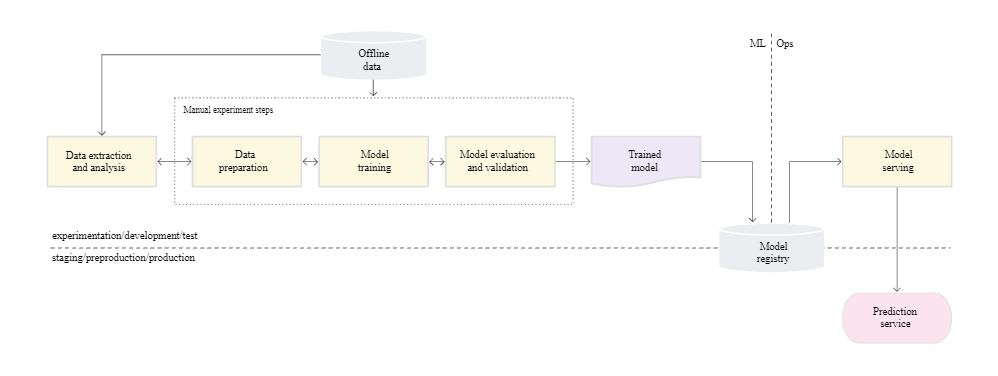 Offline
data
ML
Ops
Manual experiment steps
Data extraction
and analysis
Data
preparation
Model
training
Model evaluation
and validation
Trained
model
Model
serving
experimentation/development/test
staging/preproduction/production
Model
registry
Prediction
service